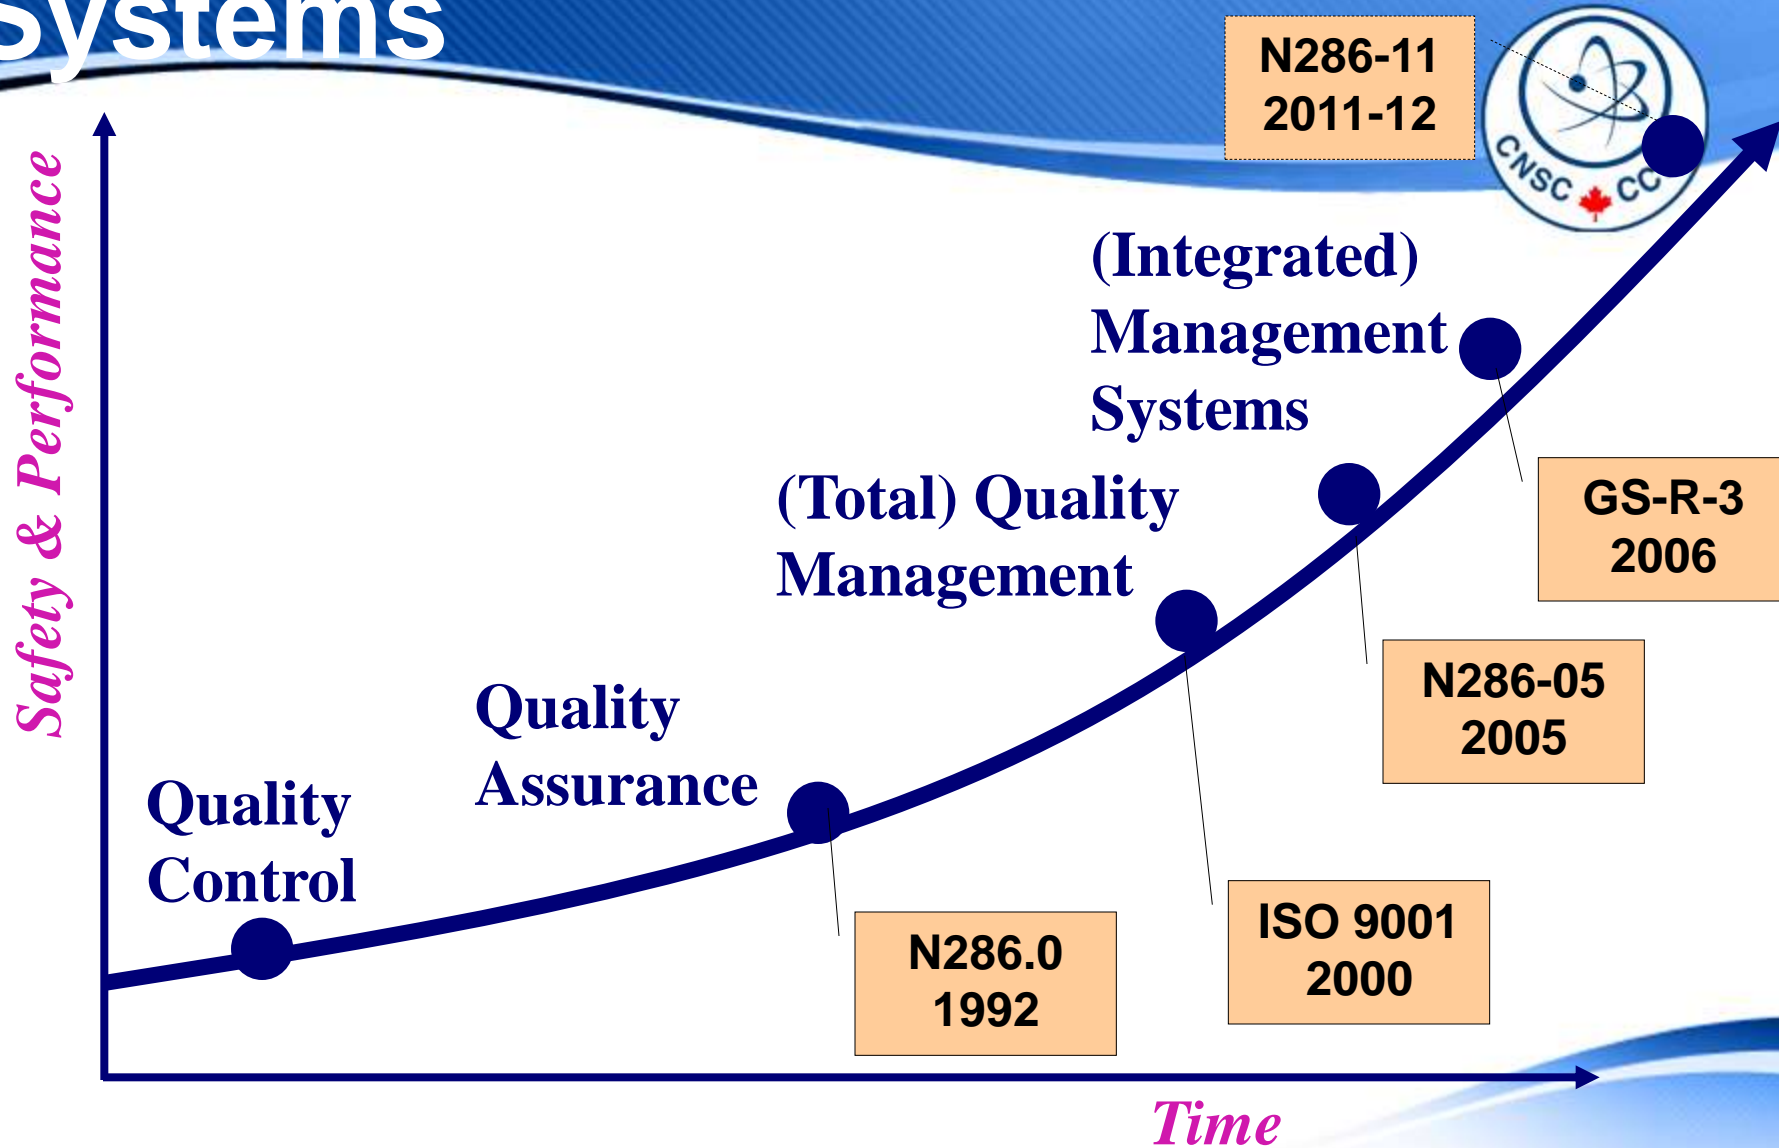 Systems
N286-11
2011-12
CNSC CC
Safety & Performance
(Integrated)
Management
Systems
(Total) Quality
Management
GS-R-3
2006
Quality
Assurance
N286-05
2005
Quality
Control
ISO 9001
2000
N286.0
1992
Time